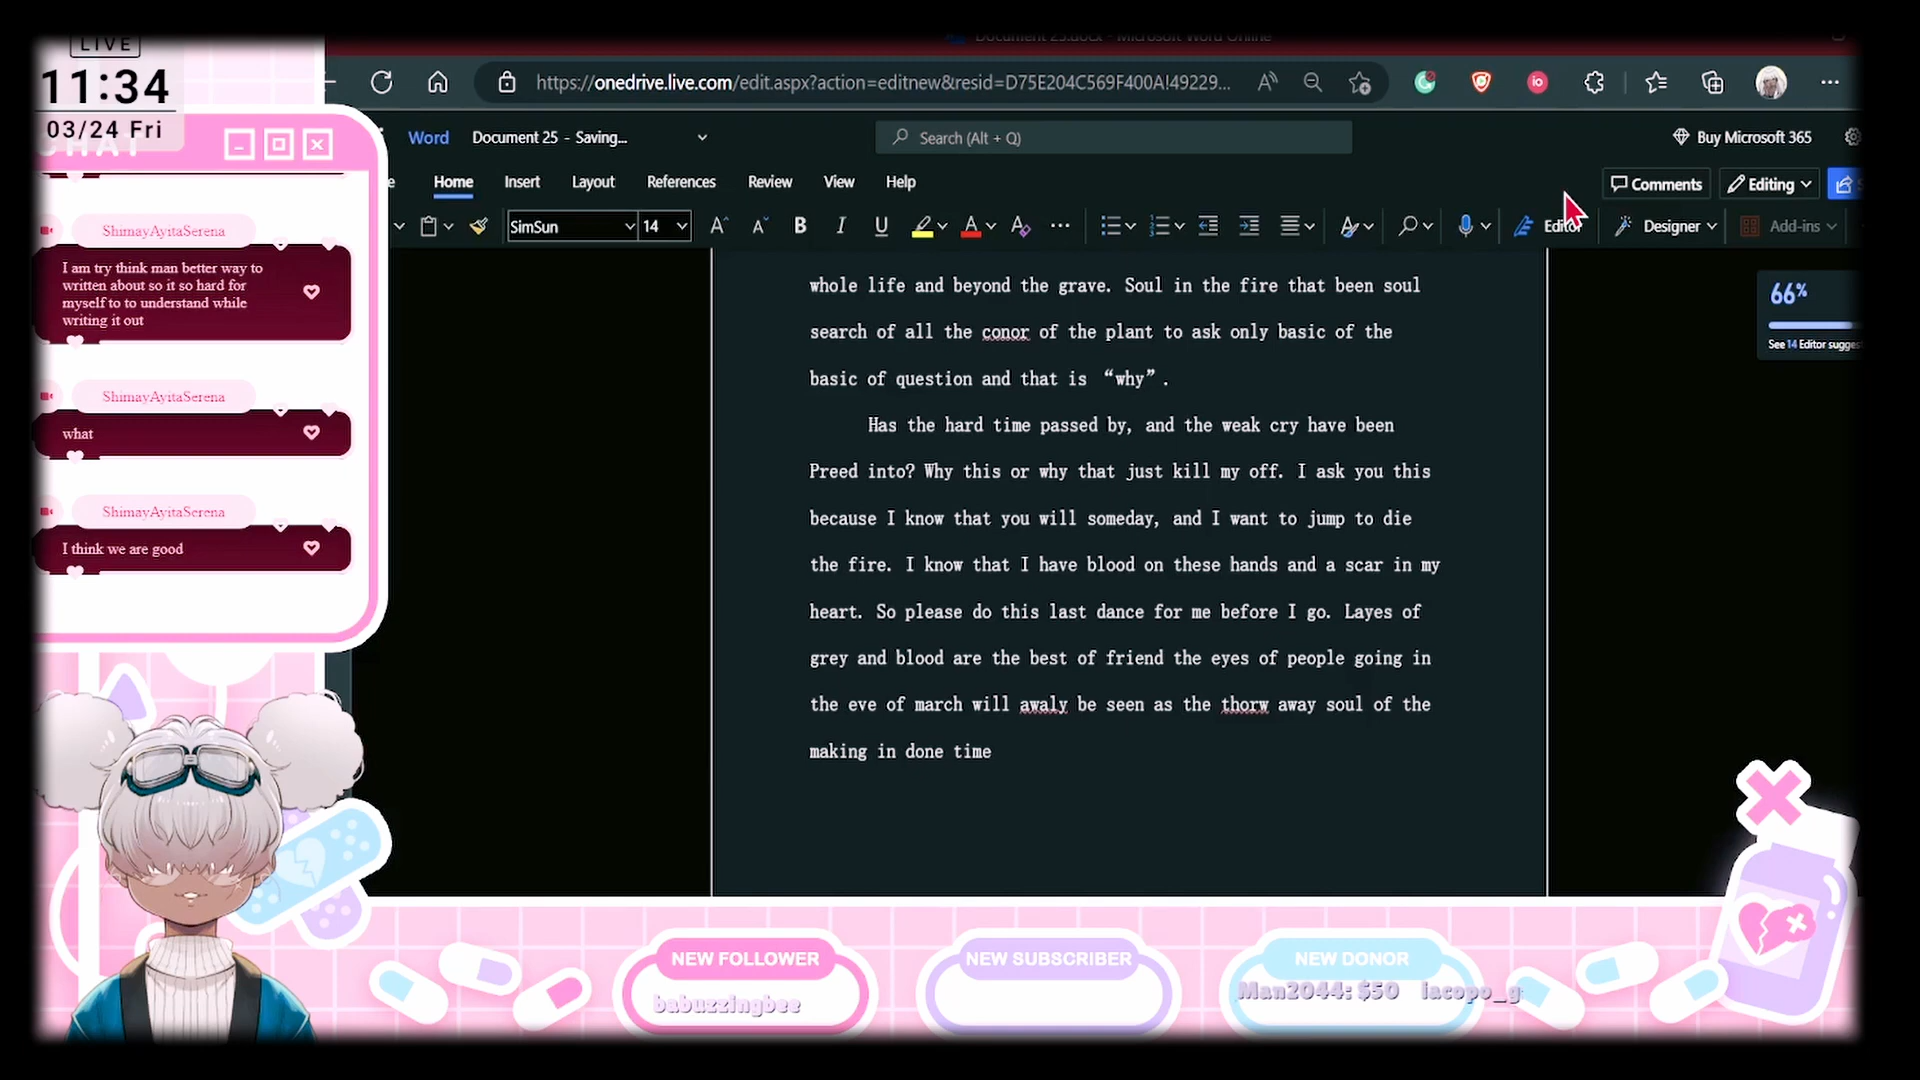 LIVE
11:34
03/24 Fri
CHAT
ShimayAyitaSerena
I am try think man better way to
written about so it so hard for
myself to to understand while
writing it out
ShimayAyitaSerena
what
ShimayAyitaSerena
I think we are good
Document 25.docx - Microsoft Word Online
https://onedrive.live.com/edit.aspx?action=editnew&resid=D75E204C569F400A!49229...
Word Document 25 - Saving...
Search (Alt + Q)
Buy Microsoft 365
Home Insert Layout References Review View Help
Comments Editing
SimSun 14
Editor Designer Add-ins
66%
See 14 Editor sugges
whole life and beyond the grave. Soul in the fire that been soul
search of all the conor of the plant to ask only basic of the
basic of question and that is “why”.
Has the hard time passed by, and the weak cry have been
Preed into? Why this or why that just kill my off. I ask you this
because I know that you will someday, and I want to jump to die
the fire. I know that I have blood on these hands and a scar in my
heart. So please do this last dance for me before I go. Layes of
grey and blood are the best of friend the eyes of people going in
the eve of march will awaly be seen as the thorw away soul of the
making in done time
NEW FOLLOWER
babuzzingbee
NEW SUBSCRIBER
NEW DONOR
Man2044: $50 iacopo_g